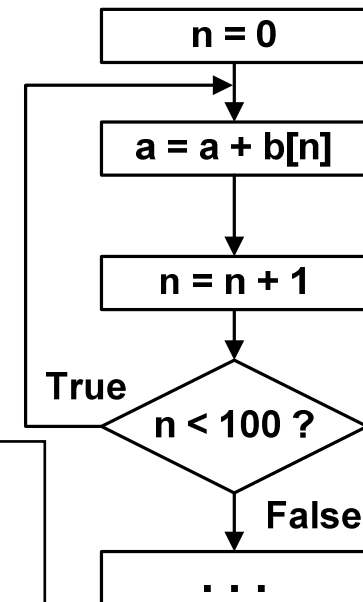 n = 0
a = a + b[n]
n = n + 1
True
n < 100 ?
False
. . .